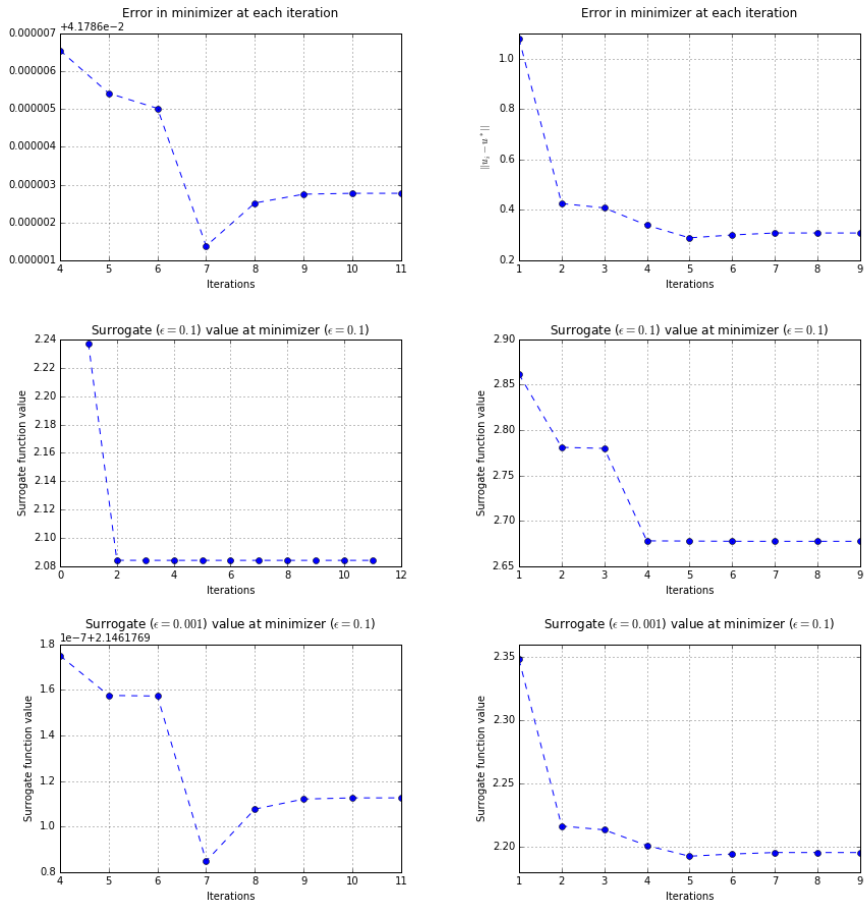 Error in minimizer at each iteration
+4.1786e−2
0.000007
0.000006
0.000005
0.000004
0.000003
0.000002
0.000001
4 5 6 7 8 9 10 11
Iterations
Error in minimizer at each iteration
||u_i − u*||
1.0
0.8
0.6
0.4
0.2
1 2 3 4 5 6 7 8 9
Iterations
Surrogate (ϵ = 0.1) value at minimizer (ϵ = 0.1)
Surrogate function value
2.24
2.22
2.20
2.18
2.16
2.14
2.12
2.10
2.08
0 2 4 6 8 10 12
Iterations
Surrogate (ϵ = 0.1) value at minimizer (ϵ = 0.1)
Surrogate function value
2.90
2.85
2.80
2.75
2.70
2.65
1 2 3 4 5 6 7 8 9
Iterations
Surrogate (ϵ = 0.001) value at minimizer (ϵ = 0.1)
1e−7+2.1461769
Surrogate function value
1.8
1.6
1.4
1.2
1.0
0.8
4 5 6 7 8 9 10 11
Iterations
Surrogate (ϵ = 0.001) value at minimizer (ϵ = 0.1)
Surrogate function value
2.35
2.30
2.25
2.20
1 2 3 4 5 6 7 8 9
Iterations